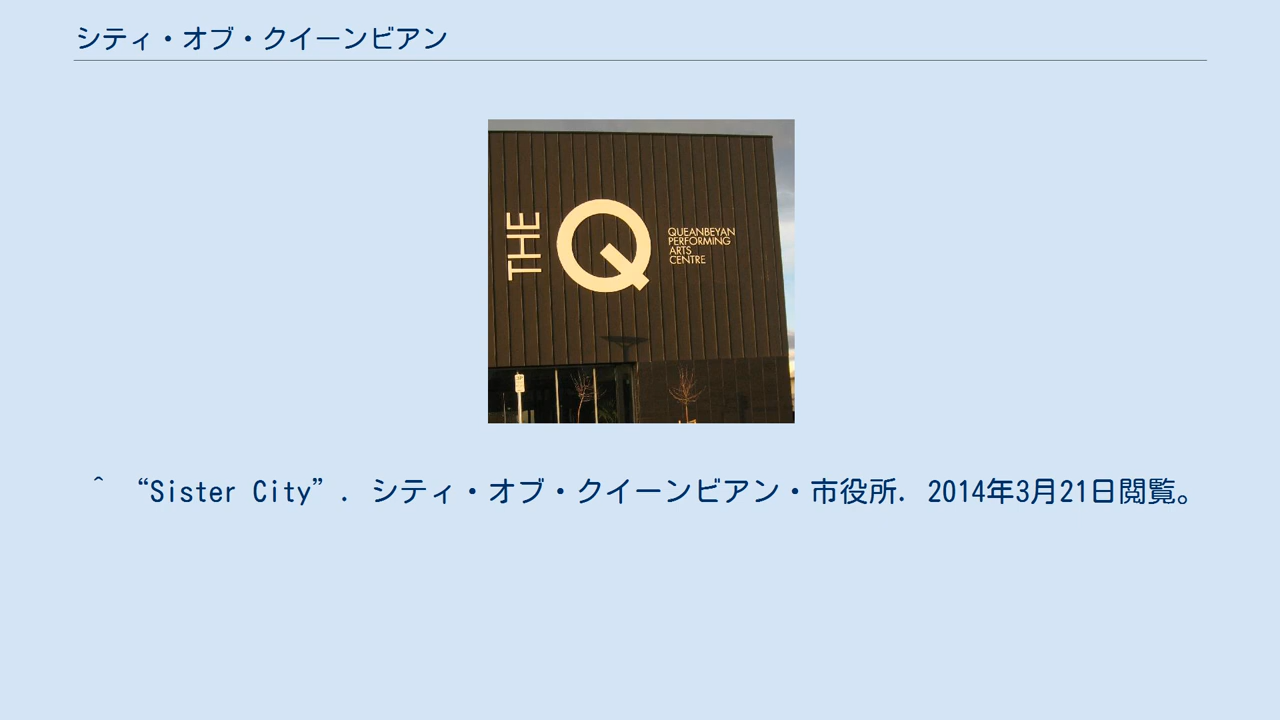 シティ・オブ・クイーンビアン
THE
Q
QUEANBEYAN
PERFORMING
ARTS
CENTRE
^ “Sister City”. シティ・オブ・クイーンビアン・市役所. 2014年3月21日閲覧。